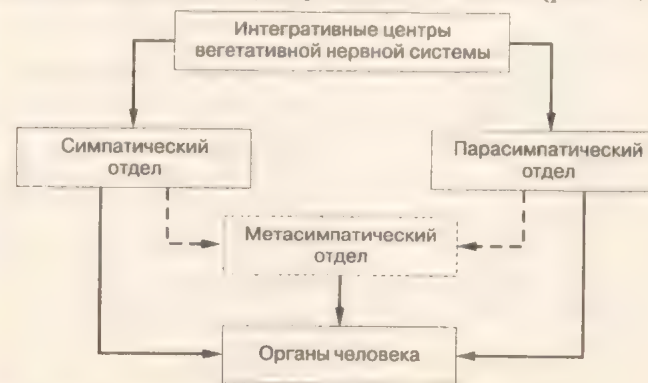 Интегративные центры
вегетативной нервной системы
Симпатический
отдел
Парасимпатический
отдел
Метасимпатический
отдел
Органы человека